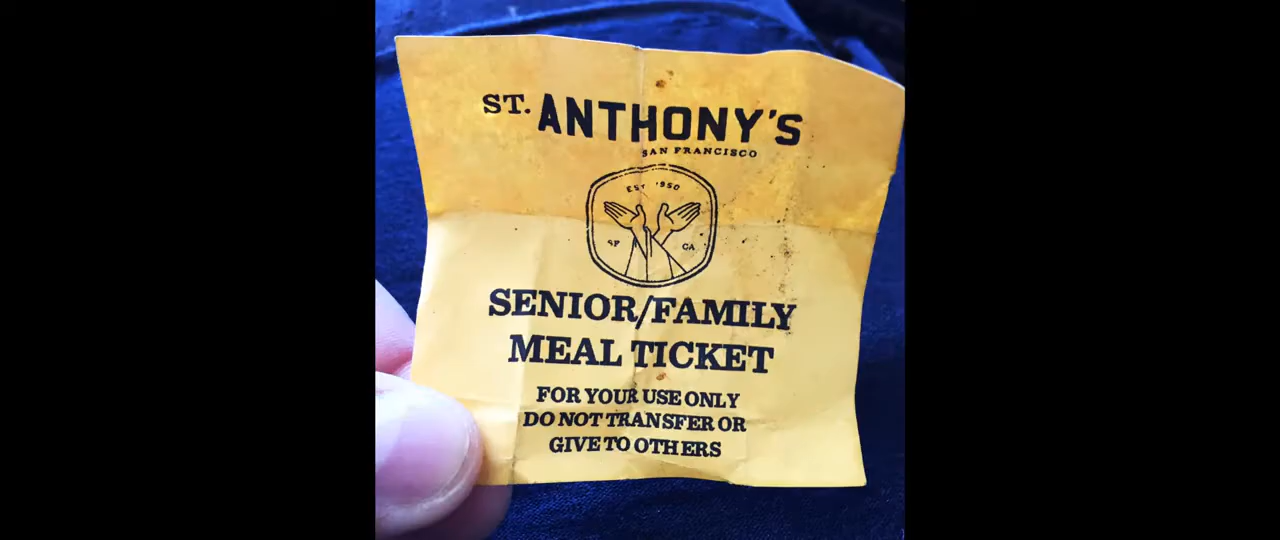 ST. ANTHONY'S
SAN FRANCISCO
EST 1950
SF CA
SENIOR/FAMILY
MEAL TICKET
FOR YOUR USE ONLY
DO NOT TRANSFER OR
GIVE TO OTHERS